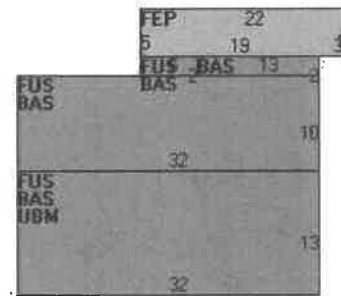 FEP 22
5 19
FUS BAS 13
BAS 2 2
FUS
BAS
10
32
FUS
BAS
UBM
13
32